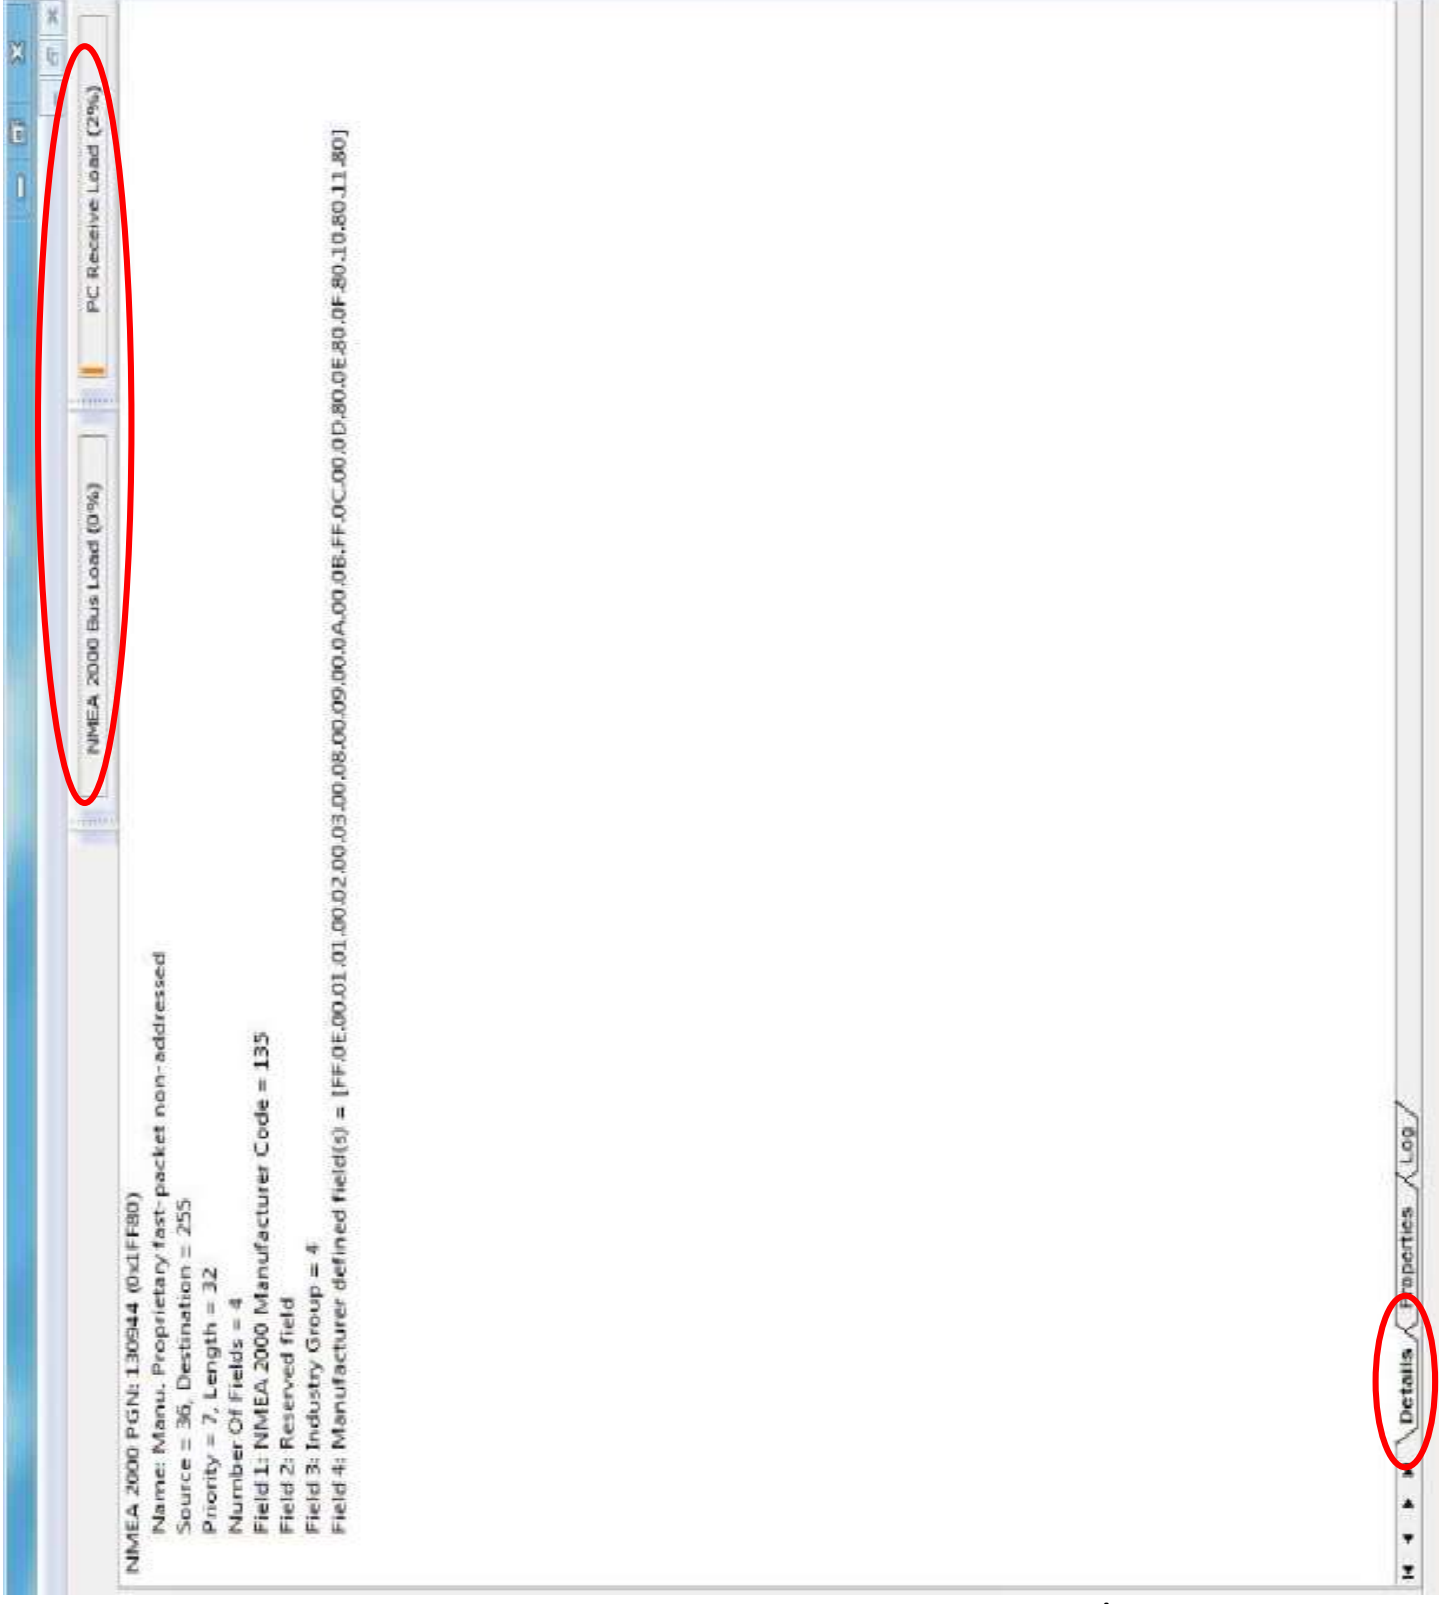 NMEA 2000 Bus Load (0%)
PC Receive Load (2%)
NMEA 2000 PGN: 130944 (0x1FF80)
Name: Manu. Proprietary fast-packet non-addressed
Source = 36, Destination = 255
Priority = 7, Length = 32
Number Of Fields = 4
Field 1: NMEA 2000 Manufacturer Code = 135
Field 2: Reserved field
Field 3: Industry Group = 4
Field 4: Manufacturer defined field(s) = [FF.0E.00.01.01.00.02.00.03.00.08.00.09.00.0A.00.0B.FF.0C.00.0D.80.0E.80.0F.80.10.80.11.80]
Details Properties Log